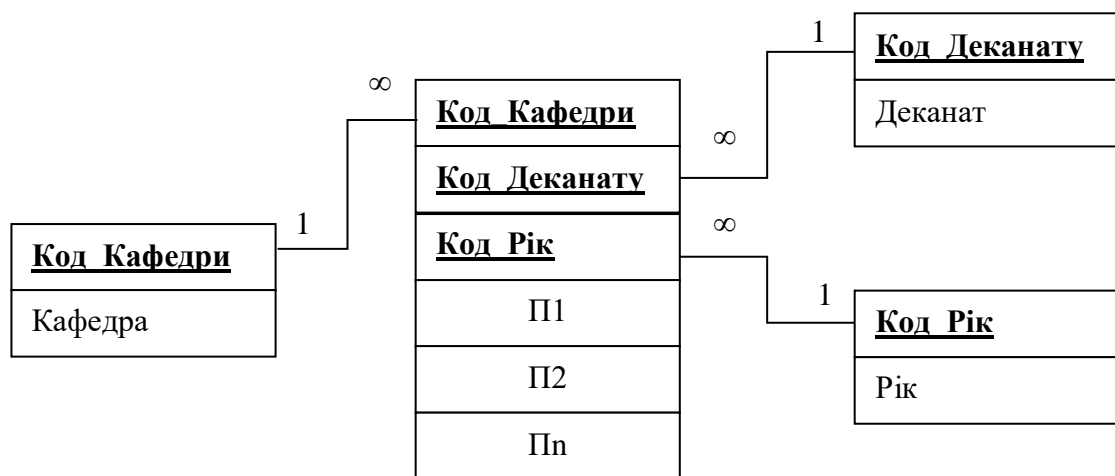 1
Код_Деканату
Деканат
∞
Код_Кафедри
∞
Код_Деканату
1
∞
Код_Кафедри
Код_Рік
Кафедра
П1
1
Код_Рік
П2
Рік
Пn